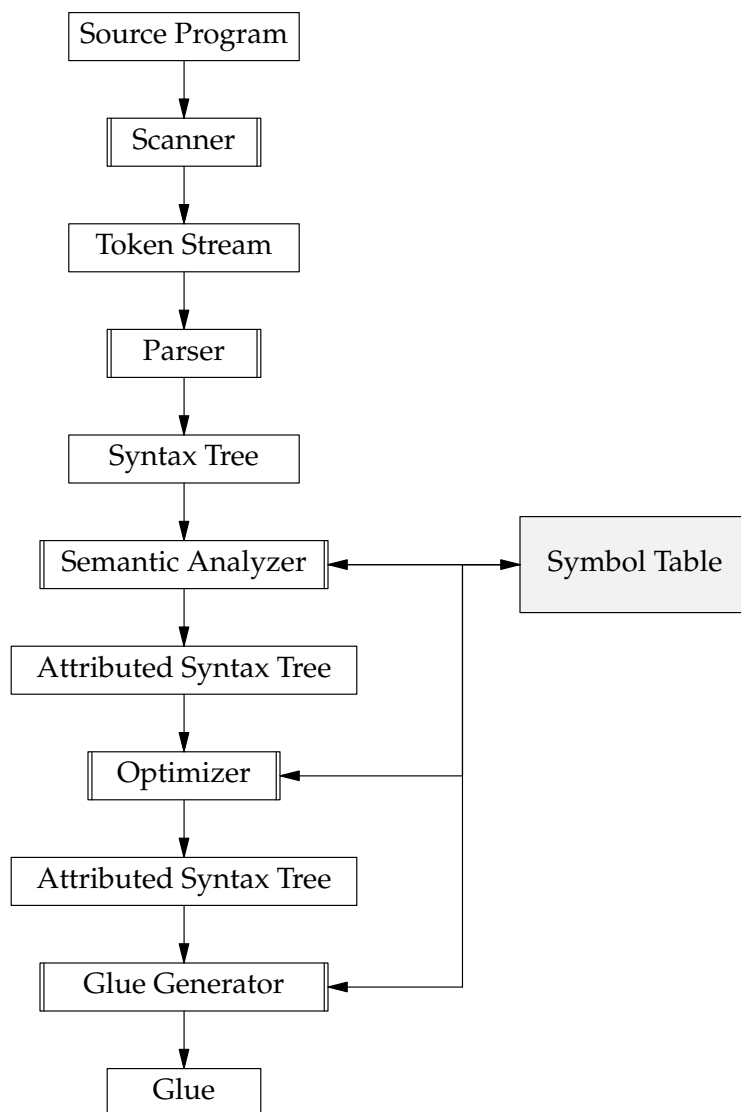 Source Program
Scanner
Token Stream
Parser
Syntax Tree
Semantic Analyzer
Symbol Table
Attributed Syntax Tree
Optimizer
Attributed Syntax Tree
Glue Generator
Glue